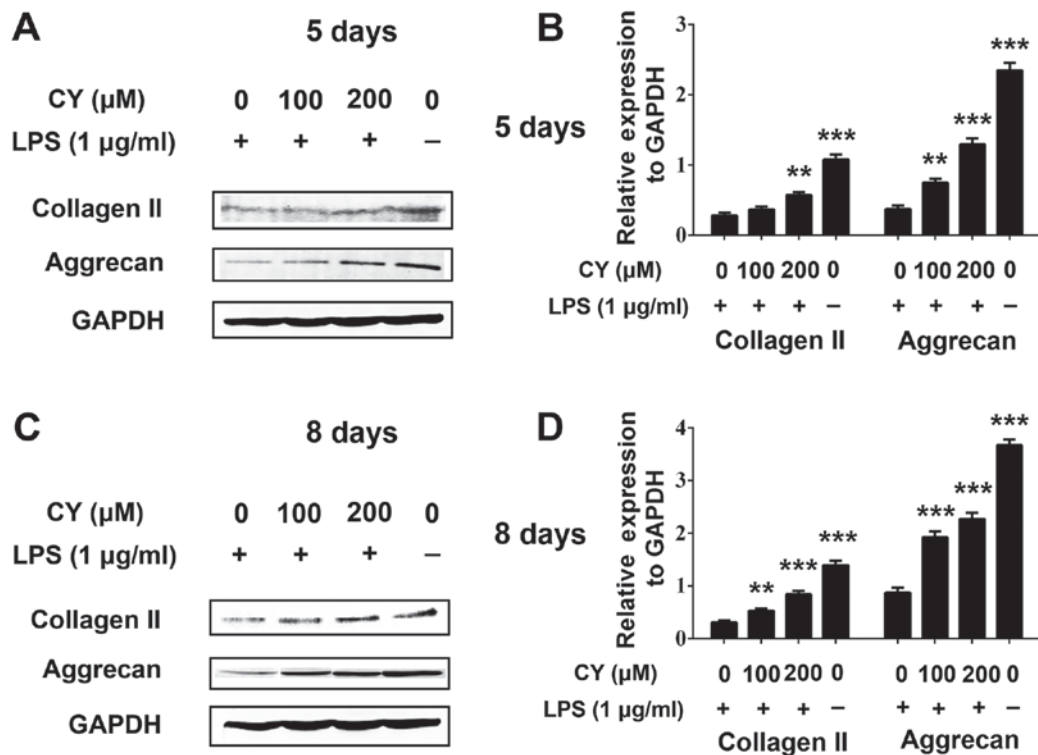 A
5 days
CY (µM) 0 100 200 0
LPS (1 µg/ml) + + + –
Collagen II
Aggrecan
GAPDH
B
5 days
Relative expression
to GAPDH
3
2
1
0
** *** ** *** ***
CY (µM) 0 100 200 0 0 100 200 0
LPS (1 µg/ml) + + + – + + + –
Collagen II Aggrecan
C
8 days
CY (µM) 0 100 200 0
LPS (1 µg/ml) + + + –
Collagen II
Aggrecan
GAPDH
D
8 days
Relative expression
to GAPDH
4
3
2
1
0
** *** *** *** *** ***
CY (µM) 0 100 200 0 0 100 200 0
LPS (1 µg/ml) + + + – + + + –
Collagen II Aggrecan